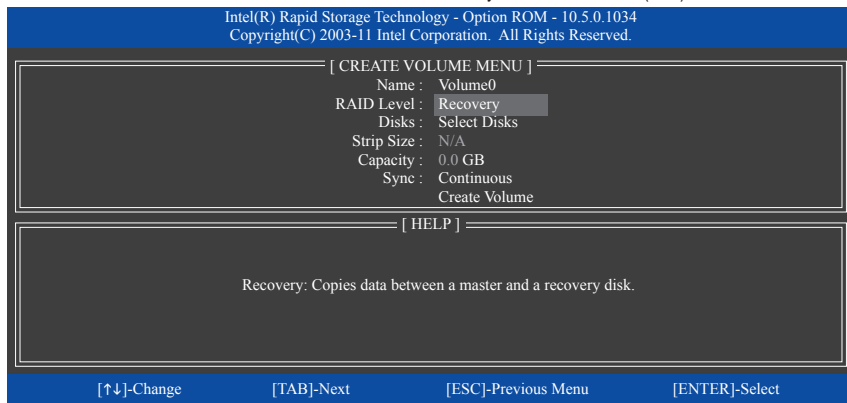 Intel(R) Rapid Storage Technology - Option ROM - 10.5.0.1034
Copyright(C) 2003-11 Intel Corporation. All Rights Reserved.
[ CREATE VOLUME MENU ]
Name : Volume0
RAID Level : Recovery
Disks : Select Disks
Strip Size : N/A
Capacity : 0.0 GB
Sync : Continuous
Create Volume
[ HELP ]
Recovery: Copies data between a master and a recovery disk.
[↑↓]-Change [TAB]-Next [ESC]-Previous Menu [ENTER]-Select